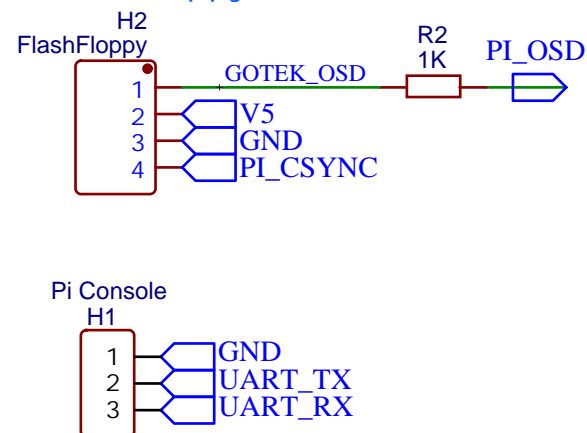 H2
FlashFloppy
R2
1K
PI_OSD
1 GOTEK_OSD
2 V5
3 GND
4 PI_CSYNC
Pi Console
H1
1 GND
2 UART_TX
3 UART_RX